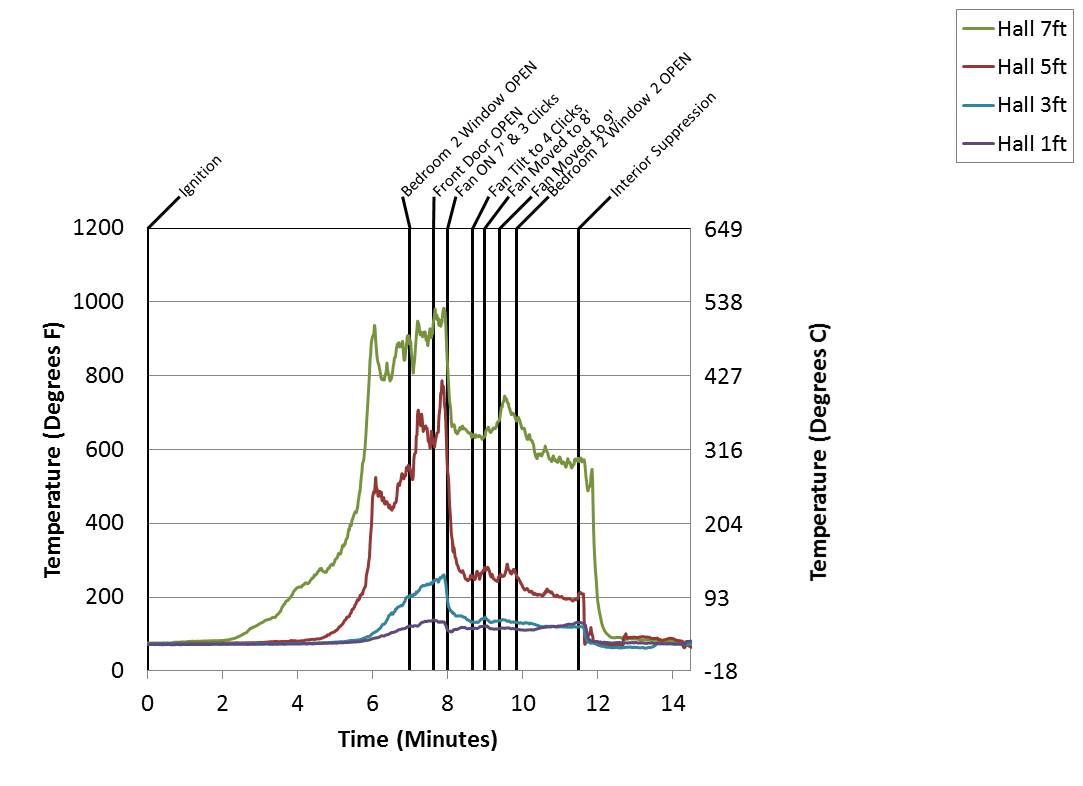 Hall 7ft
Hall 5ft
Hall 3ft
Hall 1ft
Ignition
Bedroom 2 Window OPEN
Front Door OPEN
Fan ON 7' & 3 Clicks
Fan Tilt to 4 Clicks
Fan Moved to 8'
Fan Moved to 9'
Bedroom 2 Window 2 OPEN
Interior Suppression
1200
1000
800
600
400
200
0
649
538
427
316
204
93
-18
Temperature (Degrees F)
Temperature (Degrees C)
0 2 4 6 8 10 12 14
Time (Minutes)